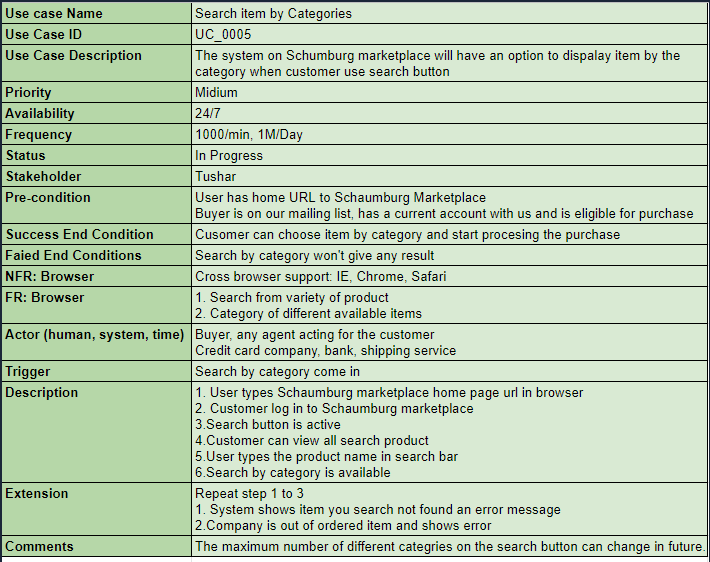 Use case Name Search item by Categories
Use Case ID UC_0005
Use Case Description The system on Schumburg marketplace will have an option to dispalay item by the
category when customer use search button
Priority Midium
Availability 24/7
Frequency 1000/min, 1M/Day
Status In Progress
Stakeholder Tushar
Pre-condition User has home URL to Schaumburg Marketplace
Buyer is on our mailing list, has a current account with us and is eligible for purchase
Success End Condition Cusomer can choose item by category and start procesing the purchase
Faied End Conditions Search by category won't give any result
NFR: Browser Cross browser support: IE, Chrome, Safari
FR: Browser 1. Search from variety of product
2. Category of different available items
Actor (human, system, time) Buyer, any agent acting for the customer
Credit card company, bank, shipping service
Trigger Search by category come in
Description 1. User types Schaumburg marketplace home page url in browser
2. Customer log in to Schaumburg marketplace
3.Search button is active
4.Customer can view all search product
5.User types the product name in search bar
6.Search by category is available
Extension Repeat step 1 to 3
1. System shows item you search not found an error message
2.Company is out of ordered item and shows error
Comments The maximum number of different categries on the search button can change in future.